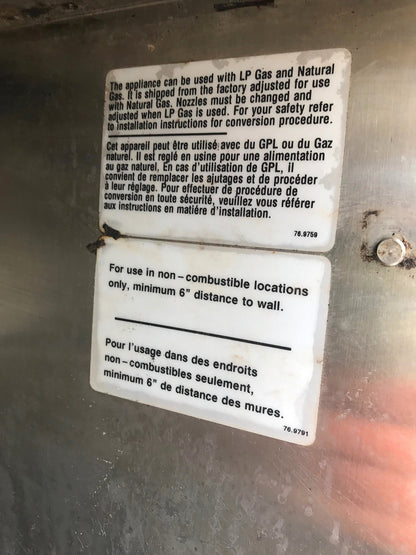 The appliance can be used with LP Gas and Natural
Gas. It is shipped from the factory adjusted for use
with Natural Gas. Nozzles must be changed and
adjusted when LP Gas is used. For your safety refer
to installation instructions for conversion procedure.
Cet appareil peut être utilisé avec du GPL ou du Gaz
naturel. Il est reglé en usine pour une alimentation
au gaz naturel. En cas d'utilisation de GPL, il
convient de remplacer les ajutages et de procéder
à leur réglage. Pour effectuer de procédure de
conversion en toute sécurité, veuillez vous référer
aux instructions en matière d'installation.
76.9759
For use in non-combustible locations
only, minimum 6" distance to wall.
Pour l'usage dans des endroits
non-combustibles seulement,
minimum 6" de distance des mures.
76.9791